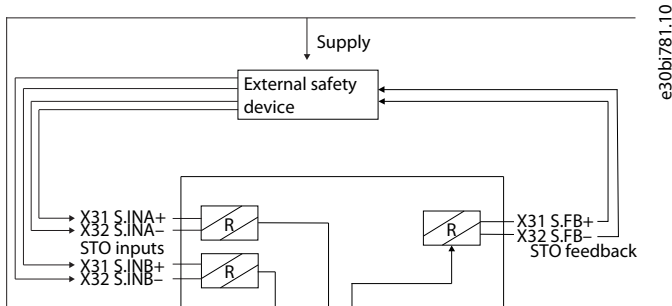 Supply
e30bi781.10
External safety
device
X31 S.INA+
X32 S.INA–
STO inputs
X31 S.INB+
X32 S.INB–
R
R
R
X31 S.FB+
X32 S.FB–
STO feedback